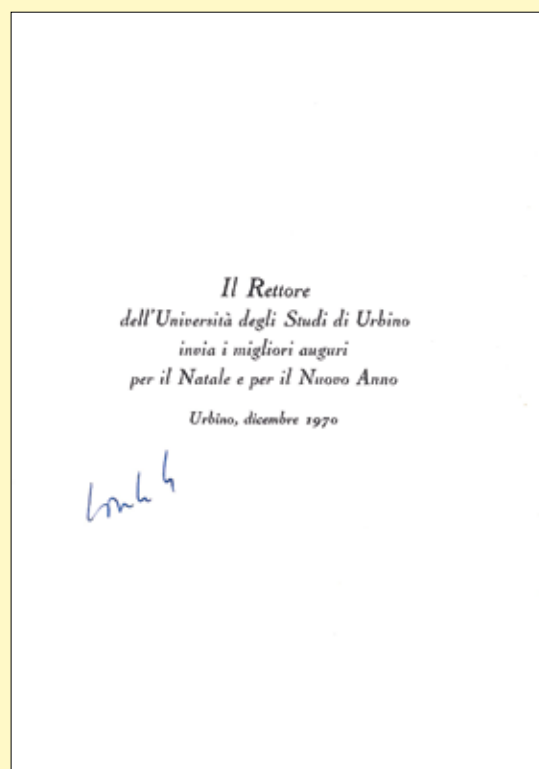 Il Rettore
dell'Università degli Studi di Urbino
invia i migliori auguri
per il Natale e per il Nuovo Anno
Urbino, dicembre 1970